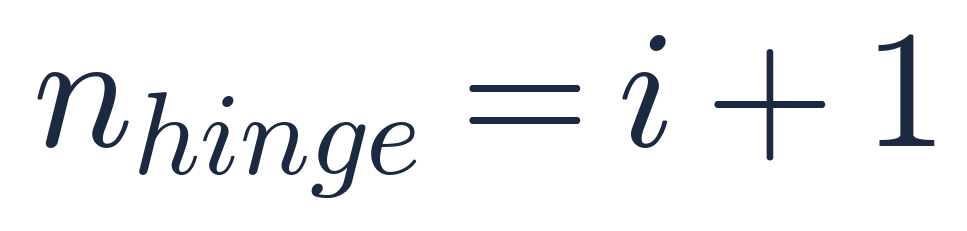 n_{hinge} = i + 1